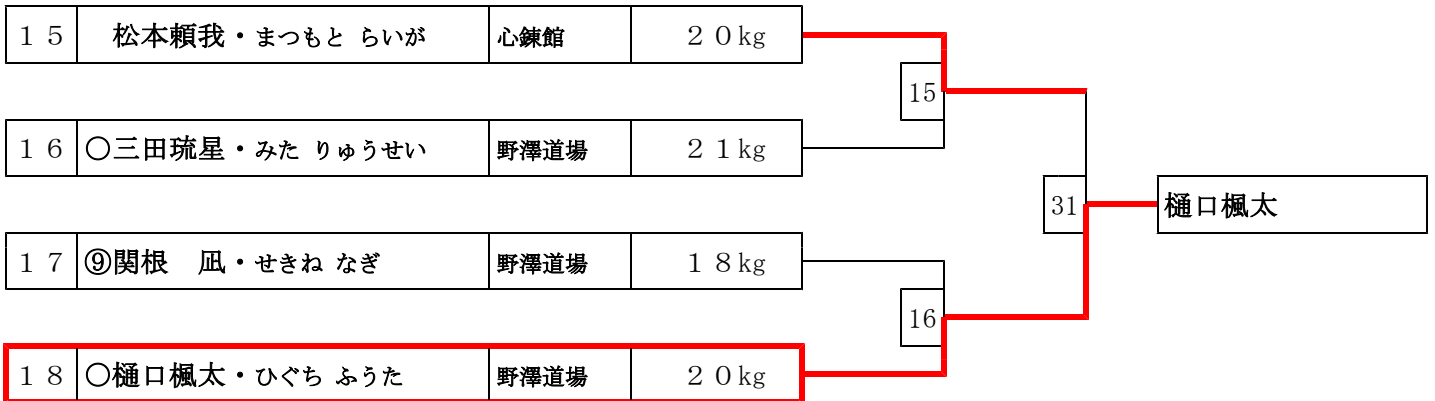 １５ 松本頼我・まつもと らいが 心錬館 ２０kg
15
１６ 〇三田琉星・みた りゅうせい 野澤道場 ２１kg
31 樋口楓太
１７ ⑨関根　凪・せきね なぎ 野澤道場 １８kg
16
１８ 〇樋口楓太・ひぐち ふうた 野澤道場 ２０kg